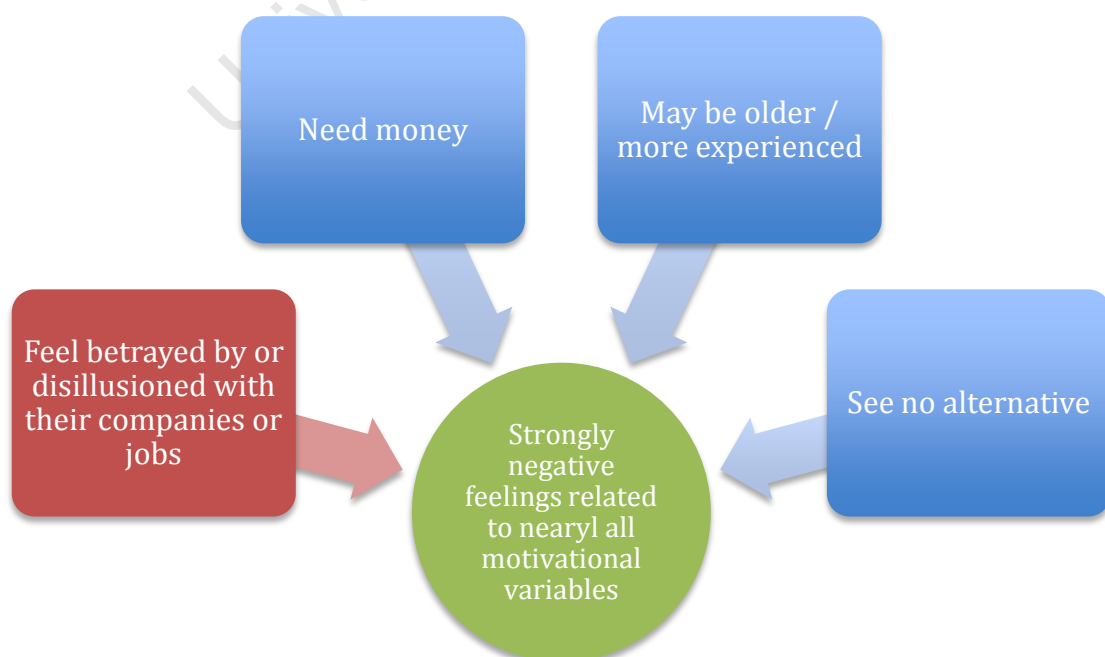 Need money
May be older /
more experienced
Feel betrayed by or
disillusioned with
their companies or
jobs
See no alternative
Strongly
negative
feelings related
to nearyl all
motivational
variables